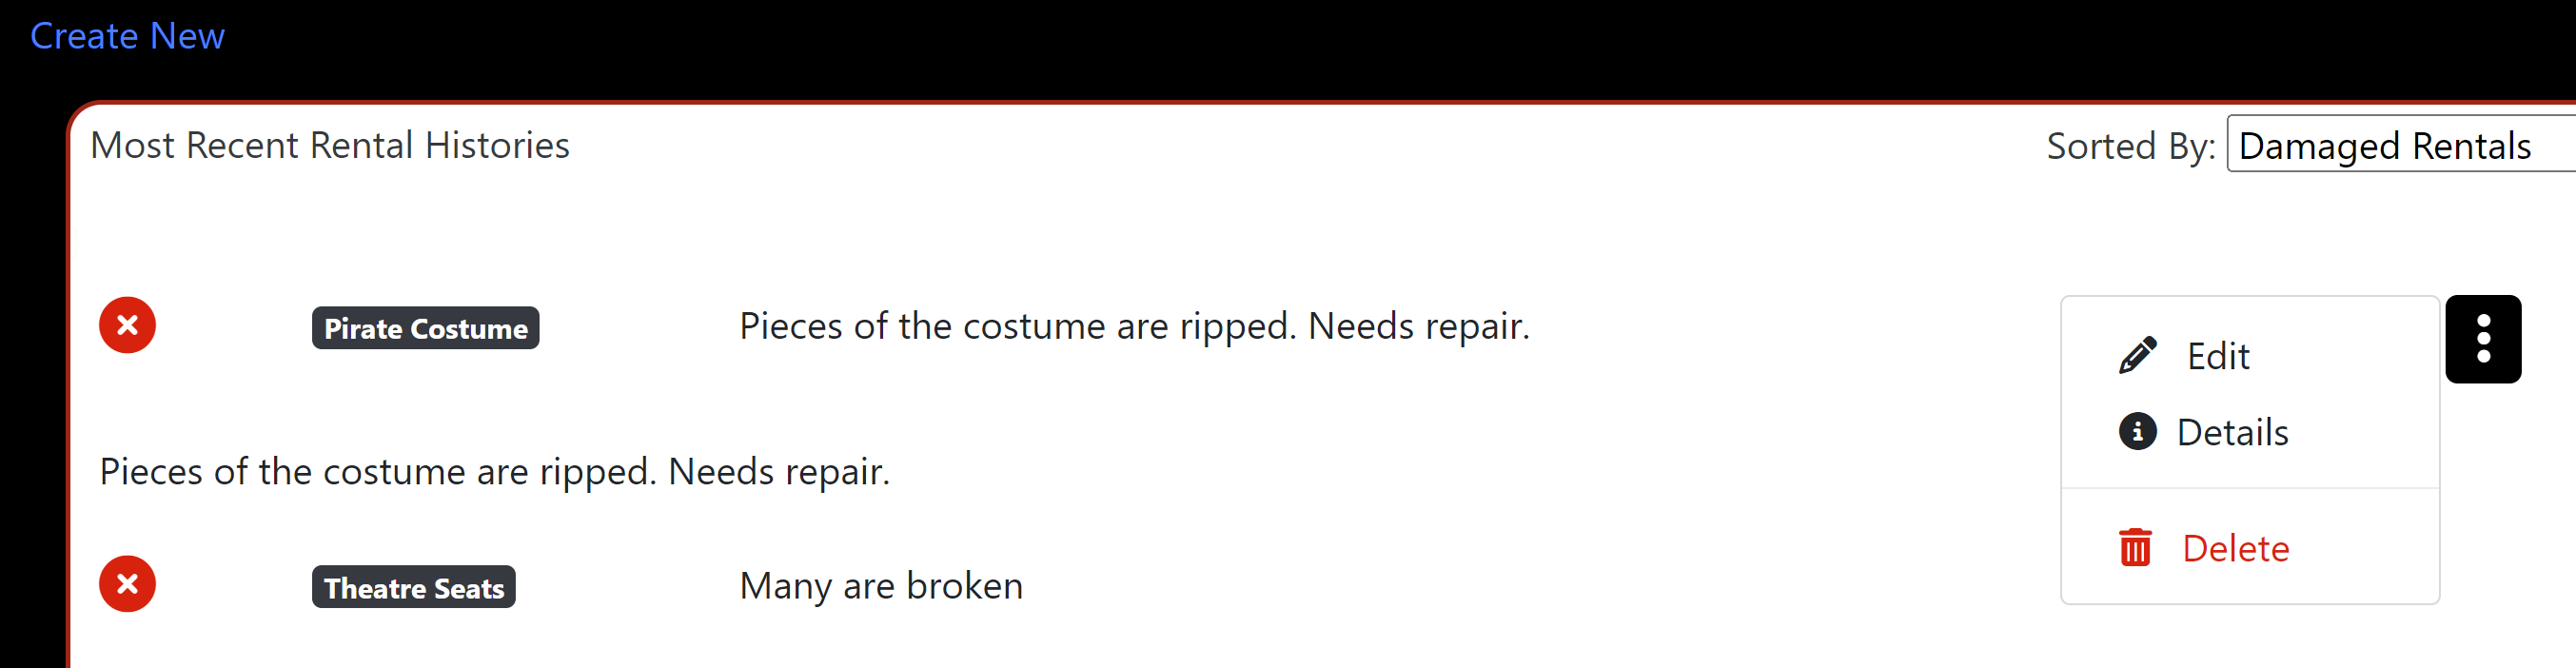 Create New
Most Recent Rental Histories
Sorted By: Damaged Rentals
Pirate Costume
Pieces of the costume are ripped. Needs repair.
Edit
Details
Pieces of the costume are ripped. Needs repair.
Delete
Theatre Seats
Many are broken